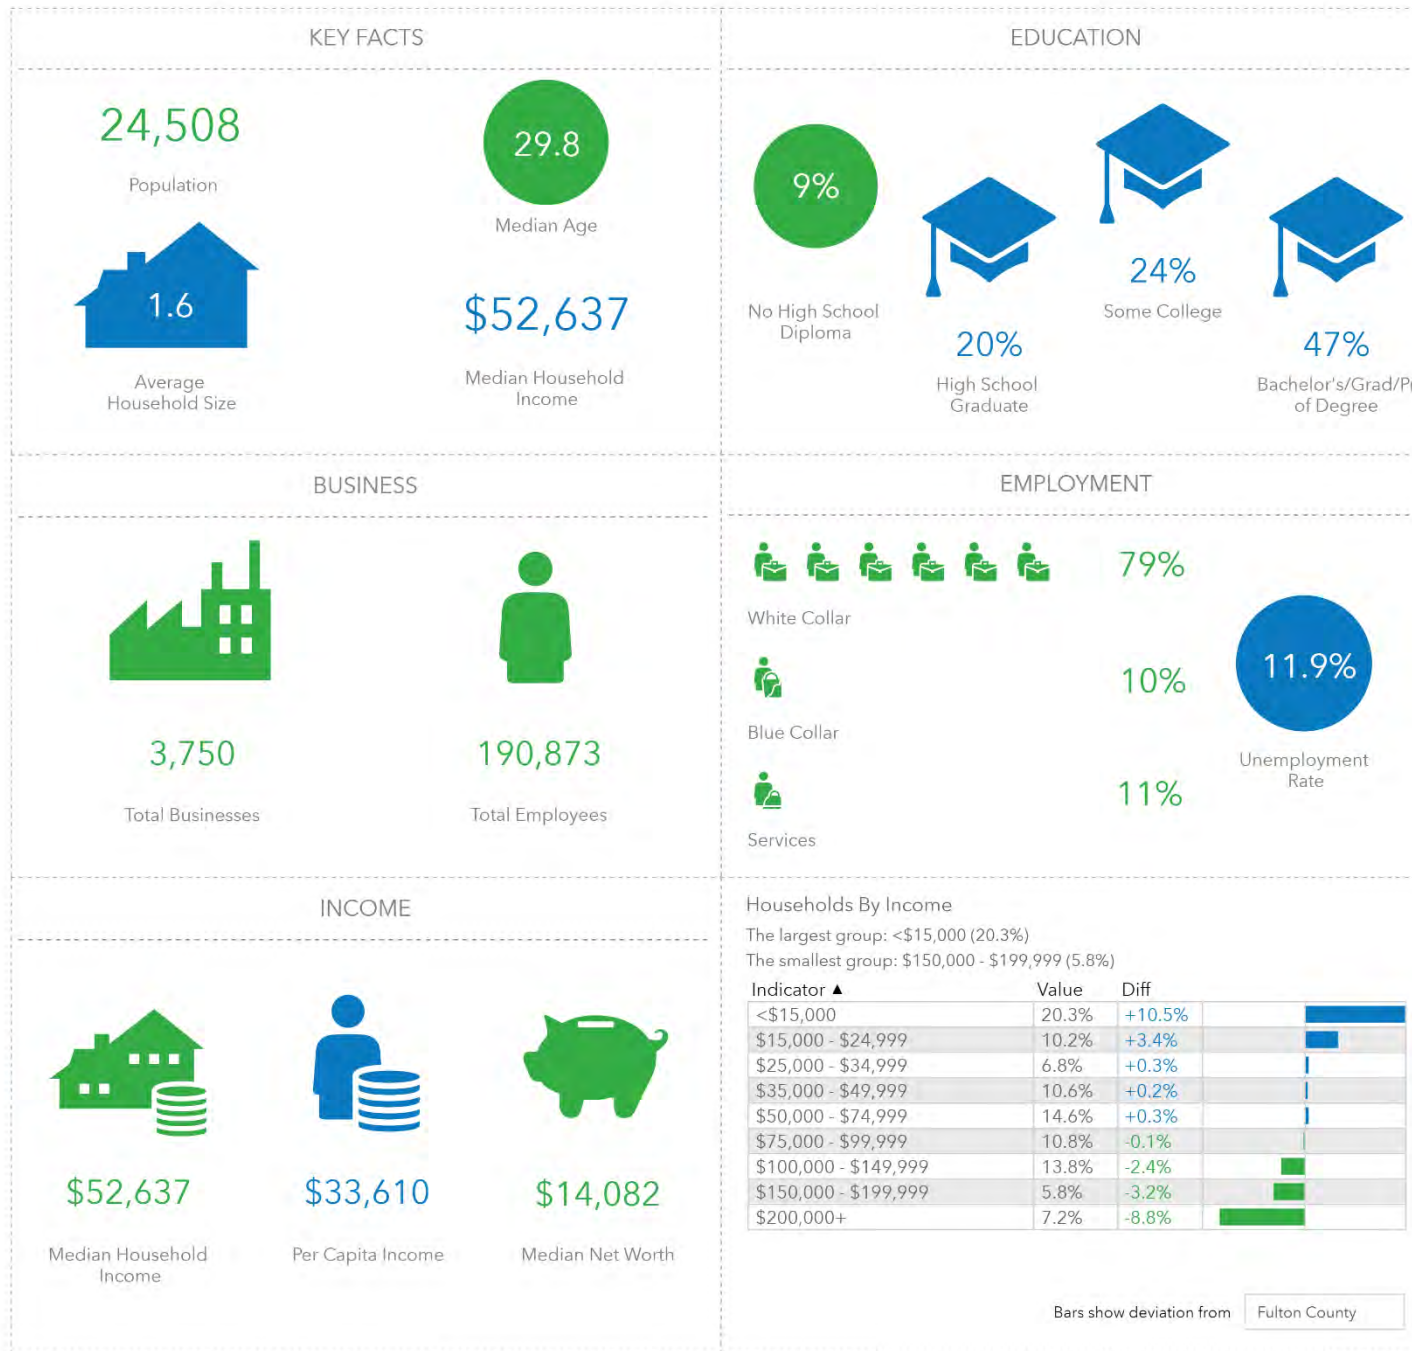 KEY FACTS
24,508
Population
29.8
Median Age
1.6
Average
Household Size
$52,637
Median Household
Income
EDUCATION
9%
No High School
Diploma
20%
High School
Graduate
24%
Some College
47%
Bachelor's/Grad/Pr
of Degree
BUSINESS
3,750
Total Businesses
190,873
Total Employees
EMPLOYMENT
79%
White Collar
10%
Blue Collar
11%
Services
11.9%
Unemployment
Rate
INCOME
$52,637
Median Household
Income
$33,610
Per Capita Income
$14,082
Median Net Worth
Households By Income
The largest group: <$15,000 (20.3%)
The smallest group: $150,000 - $199,999 (5.8%)
Indicator ▲ Value Diff
<$15,000 20.3% +10.5%
$15,000 - $24,999 10.2% +3.4%
$25,000 - $34,999 6.8% +0.3%
$35,000 - $49,999 10.6% +0.2%
$50,000 - $74,999 14.6% +0.3%
$75,000 - $99,999 10.8% -0.1%
$100,000 - $149,999 13.8% -2.4%
$150,000 - $199,999 5.8% -3.2%
$200,000+ 7.2% -8.8%
Bars show deviation from Fulton County